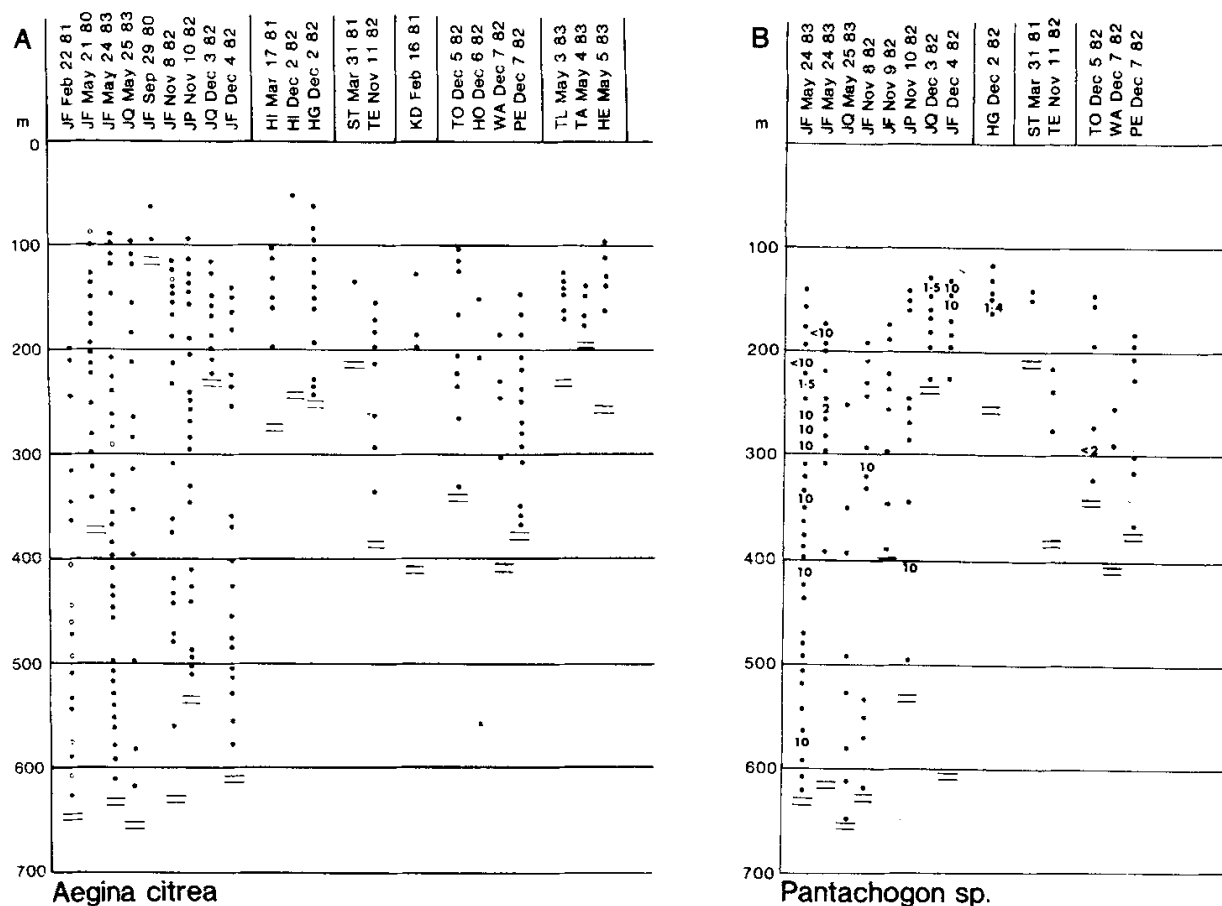 A
m
JF Feb 22 81
JF May 21 80
JF May 24 83
JQ May 25 83
JF Sep 29 80
JF Nov 8 82
JP Nov 10 82
JQ Dec 3 82
JF Dec 4 82
HI Mar 17 81
HI Dec 2 82
HG Dec 2 82
ST Mar 31 81
TE Nov 11 82
KD Feb 16 81
TO Dec 5 82
HO Dec 6 82
WA Dec 7 82
PE Dec 7 82
TL May 3 83
TA May 4 83
HE May 5 83
0
100
200
300
400
500
600
700
Aegina citrea
B
m
JF May 24 83
JF May 24 83
JQ May 25 83
JF Nov 8 82
JF Nov 9 82
JP Nov 10 82
JQ Dec 3 82
JF Dec 4 82
HG Dec 2 82
ST Mar 31 81
TE Nov 11 82
TO Dec 5 82
WA Dec 7 82
PE Dec 7 82
100
200
300
400
500
600
700
1·5
10
10
1·4
<10
<10
1·5
2
10
10
10
10
<2
10
10
10
10
Pantachogon sp.